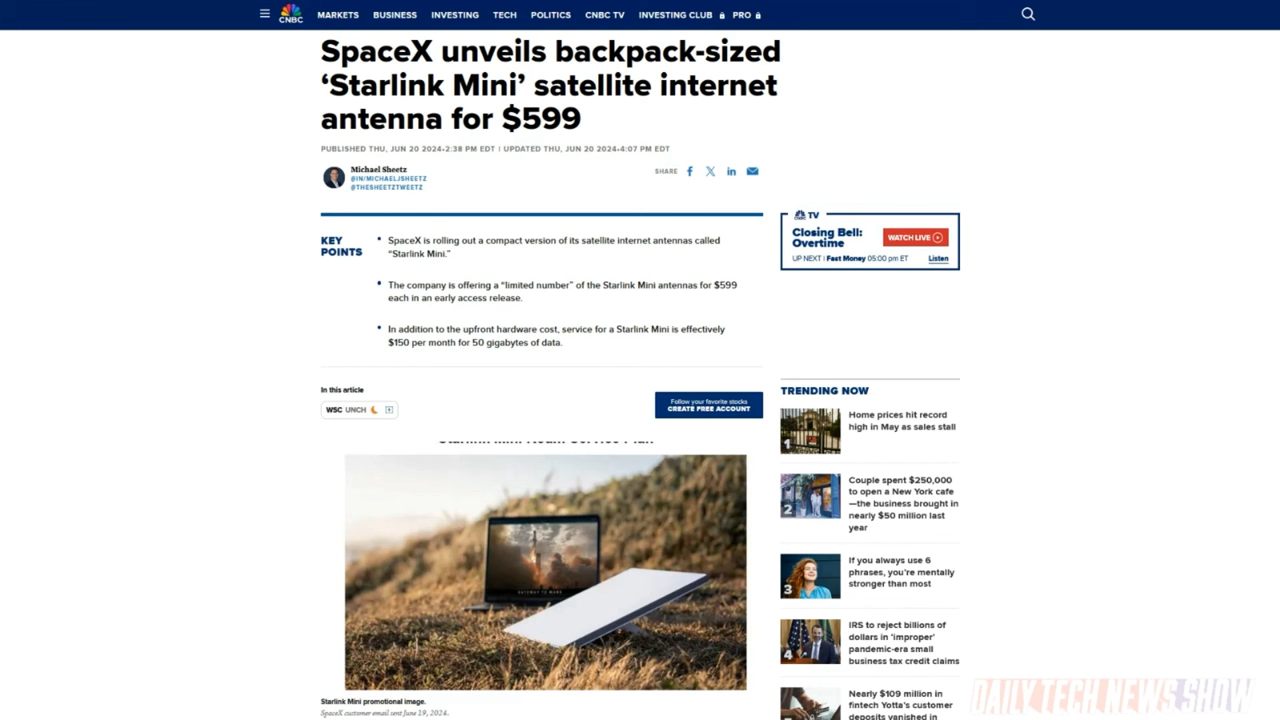 CNBC
MARKETS BUSINESS INVESTING TECH POLITICS CNBC TV INVESTING CLUB PRO
SpaceX unveils backpack-sized
‘Starlink Mini’ satellite internet
antenna for $599
PUBLISHED THU, JUN 20 2024•2:38 PM EDT | UPDATED THU, JUN 20 2024•4:07 PM EDT
Michael Sheetz
@IN/MICHAELJSHEETZ
@THESHEETZTWEETZ
SHARE
KEY
POINTS
• SpaceX is rolling out a compact version of its satellite internet antennas called
“Starlink Mini.”
• The company is offering a “limited number” of the Starlink Mini antennas for $599
each in an early access release.
• In addition to the upfront hardware cost, service for a Starlink Mini is effectively
$150 per month for 50 gigabytes of data.
In this article
WSC UNCH
Follow your favorite stocks
CREATE FREE ACCOUNT
GATEWAY TO MARS
Starlink Mini promotional image.
SpaceX customer email sent June 19, 2024.
TV
Closing Bell:
Overtime
WATCH LIVE
UP NEXT | Fast Money 05:00 pm ET
Listen
TRENDING NOW
1
Home prices hit record
high in May as sales stall
2
Couple spent $250,000
to open a New York cafe
—the business brought in
nearly $50 million last
year
3
If you always use 6
phrases, you’re mentally
stronger than most
4
IRS to reject billions of
dollars in ‘improper’
pandemic-era small
business tax credit claims
Nearly $109 million in
fintech Yotta’s customer
deposits vanished in
DAILY TECH NEWS SHOW